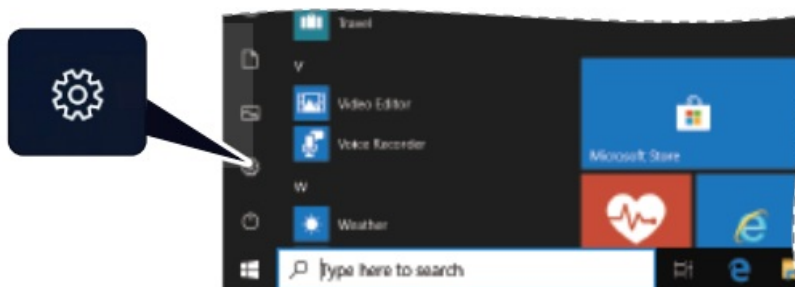 Travel
V
Video Editor
Voice Recorder
Microsoft Store
W
Weather
Type here to search